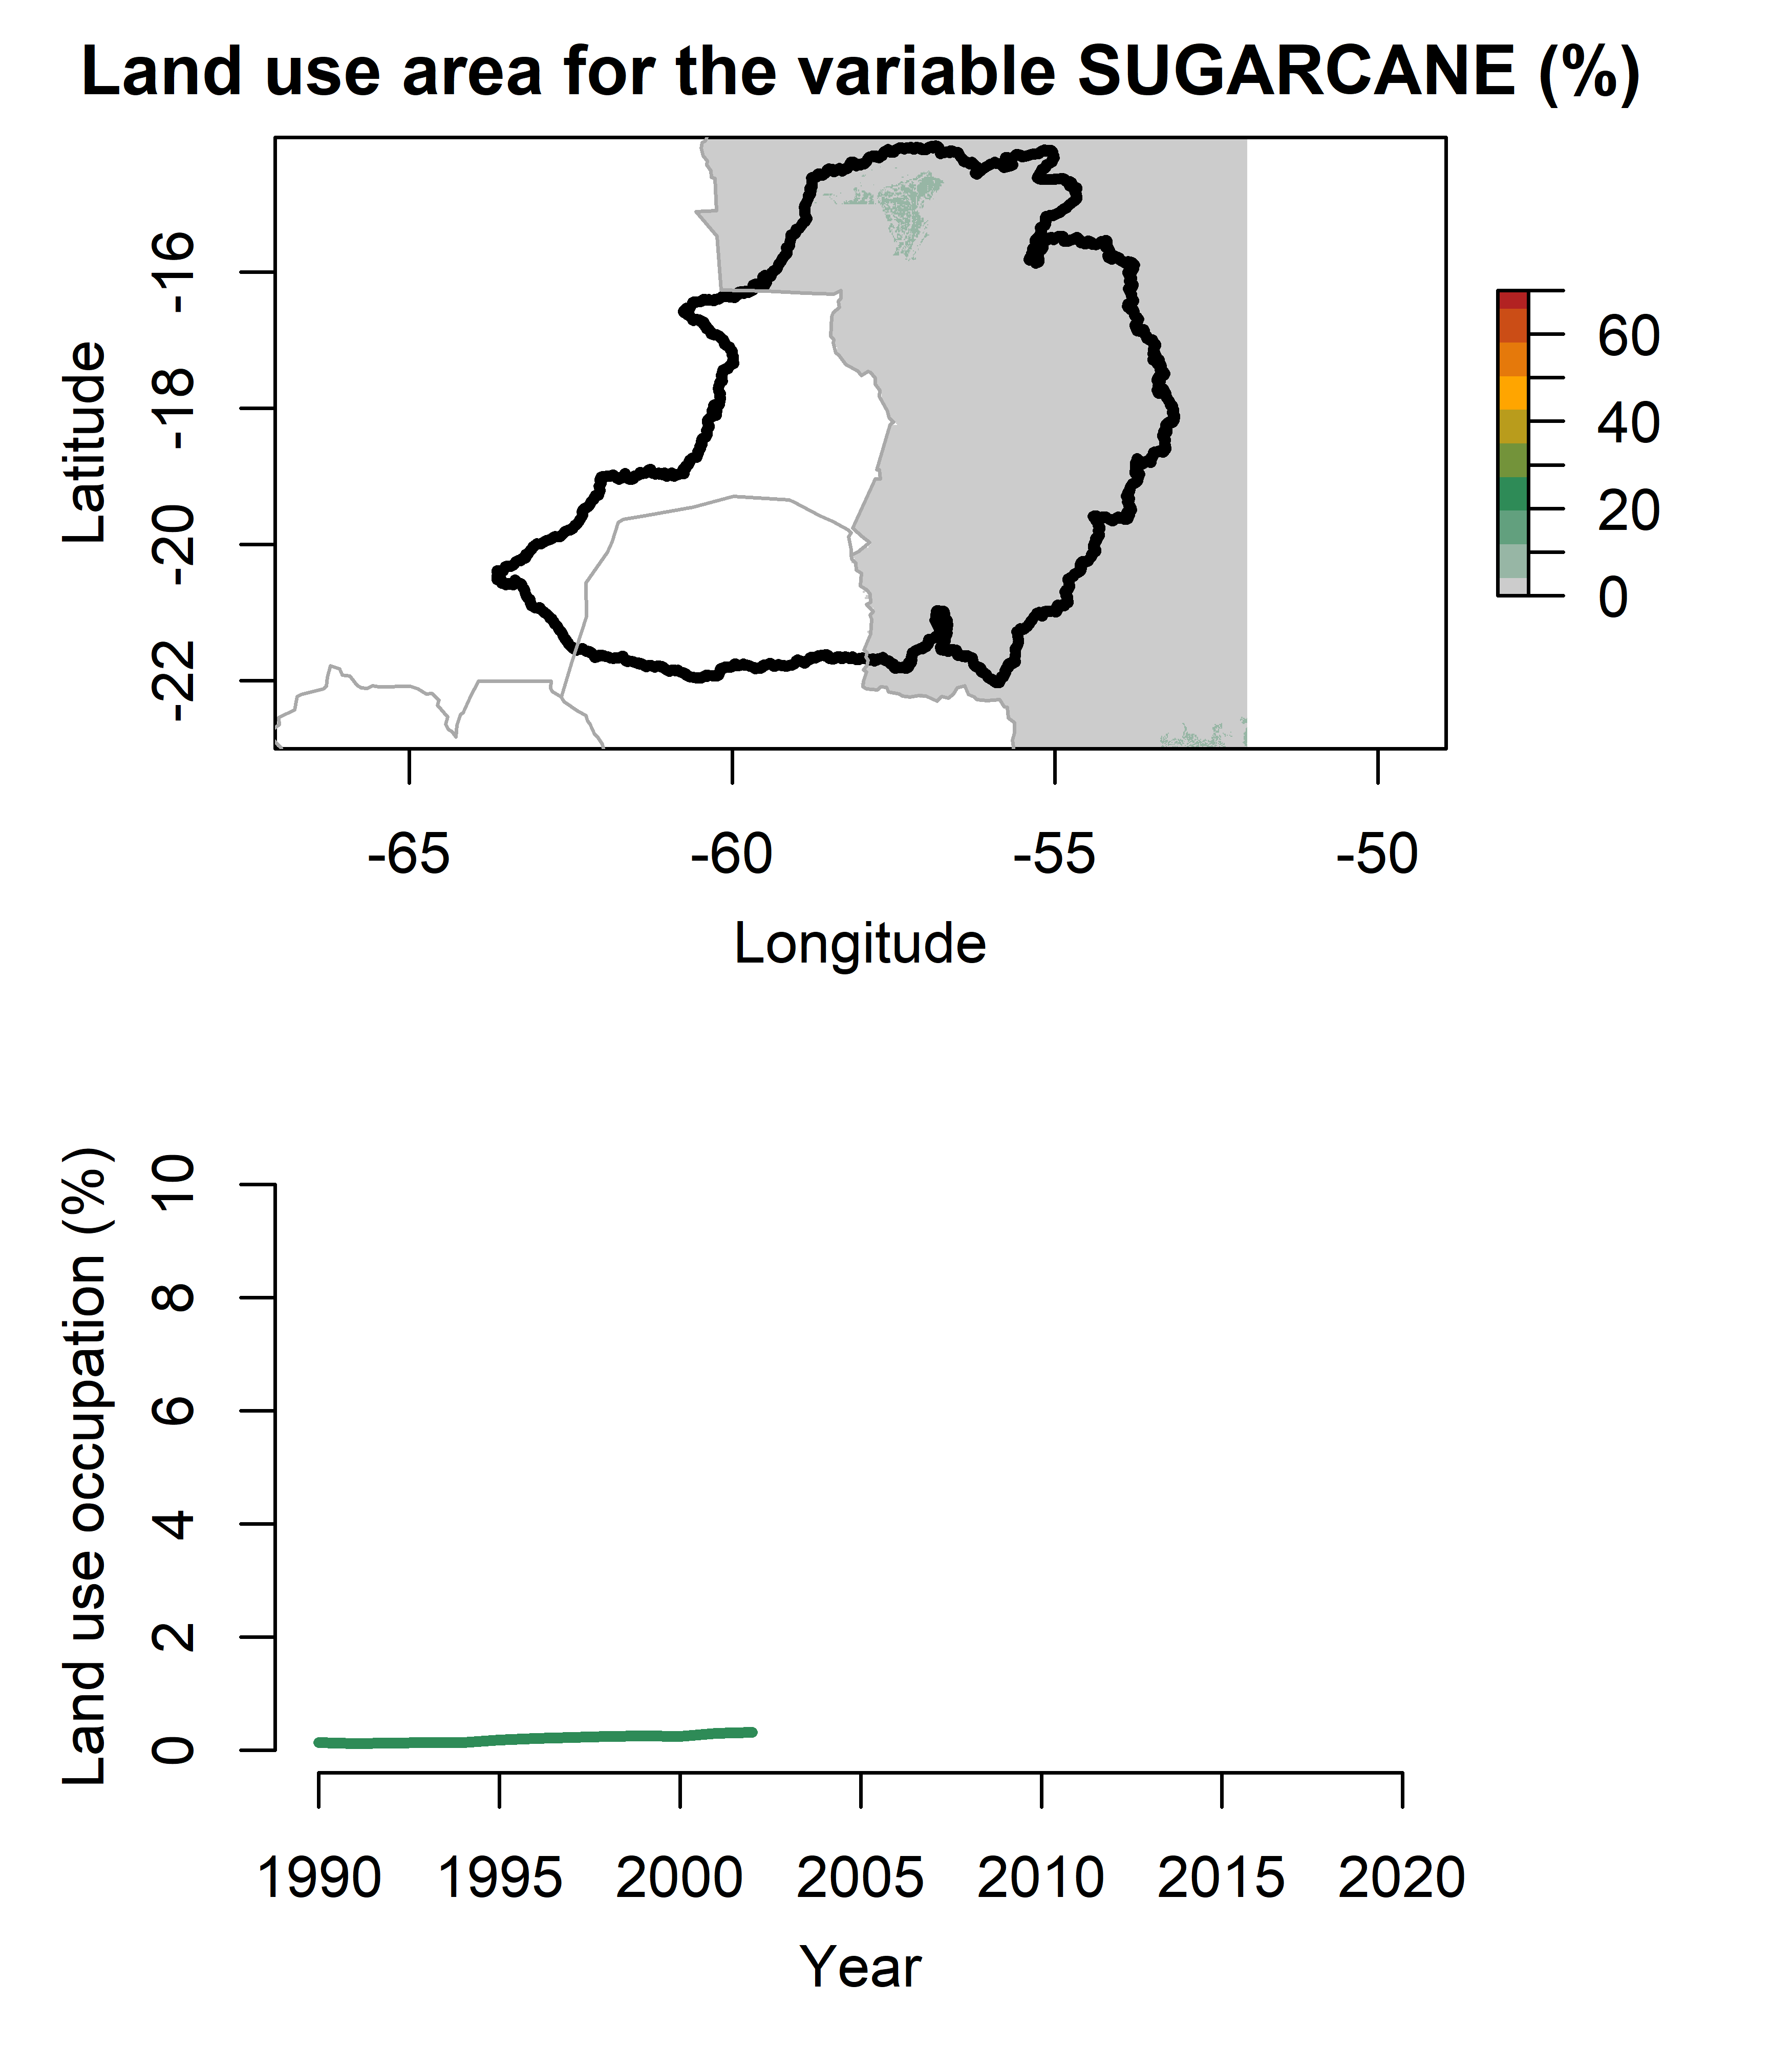 Land use area for the variable SUGARCANE (%)
Latitude
-16
-18
-20
-22
60
40
20
0
-65 -60 -55 -50
Longitude
Land use occupation (%)
10
8
6
4
2
0
1990 1995 2000 2005 2010 2015 2020
Year